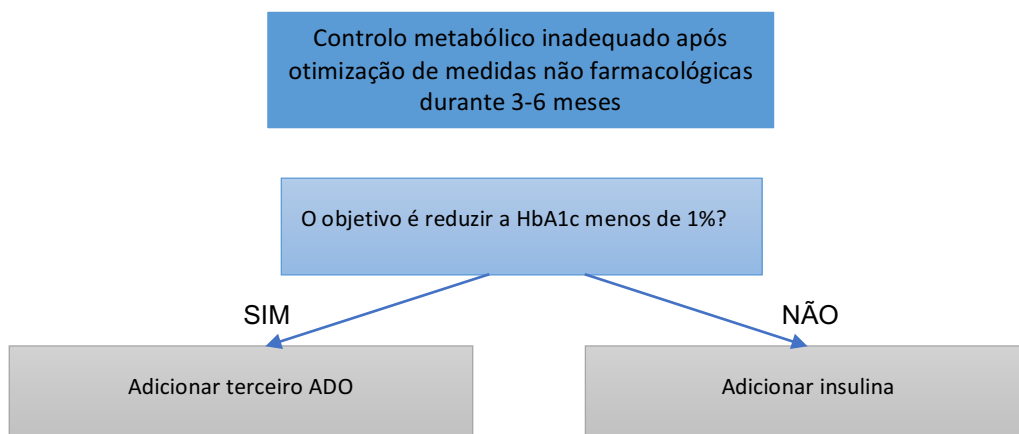 Controlo metabólico inadequado após
otimização de medidas não farmacológicas
durante 3-6 meses
O objetivo é reduzir a HbA1c menos de 1%?
SIM
NÃO
Adicionar terceiro ADO
Adicionar insulina